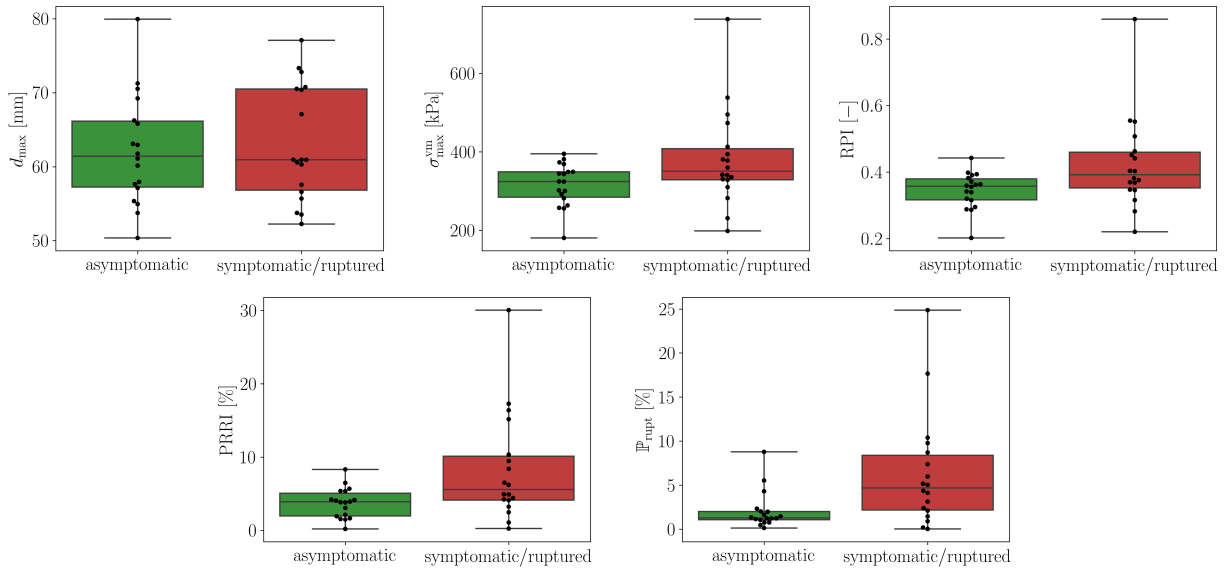 80
70
60
50
d_max [mm]
asymptomatic
symptomatic/ruptured
600
400
200
σ^vm_max [kPa]
asymptomatic
symptomatic/ruptured
0.8
0.6
0.4
0.2
RPI [−]
asymptomatic
symptomatic/ruptured
30
20
10
0
PRRI [%]
asymptomatic
symptomatic/ruptured
25
20
15
10
5
0
ℙ_rupt [%]
asymptomatic
symptomatic/ruptured